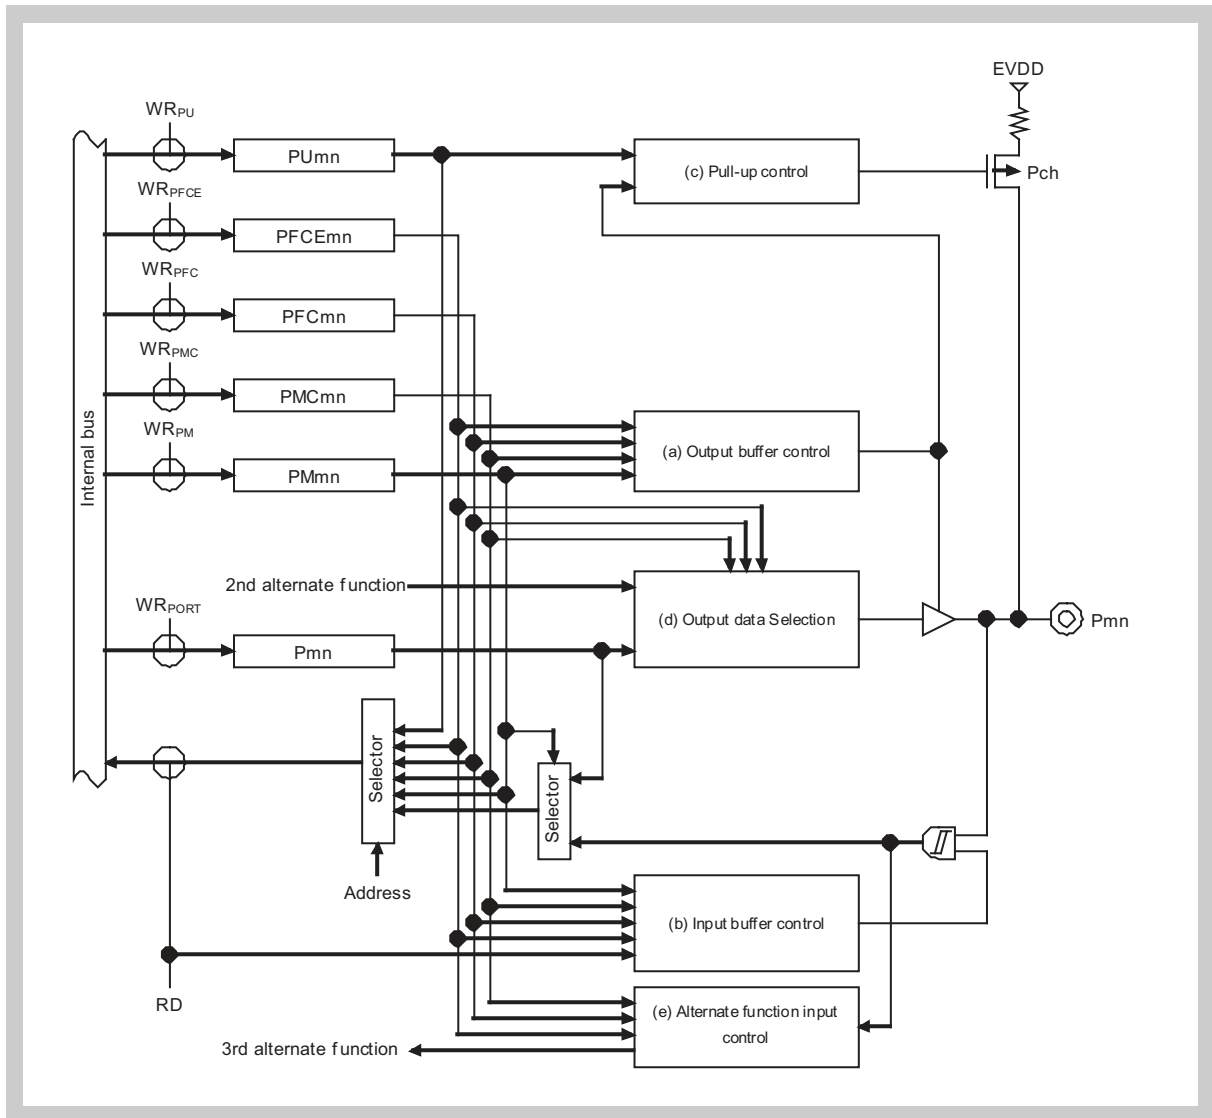 EVDD
WRPU
PUmn
(c) Pull-up control
Pch
WRPFCE
PFCEmn
WRPFC
PFCmn
WRPMC
PMCmn
Internal bus
WRPM
PMmn
(a) Output buffer control
2nd alternate function
WRPORT
Pmn
(d) Output data Selection
Pmn
Selector
Selector
Address
(b) Input buffer control
RD
(e) Alternate function input
control
3rd alternate function